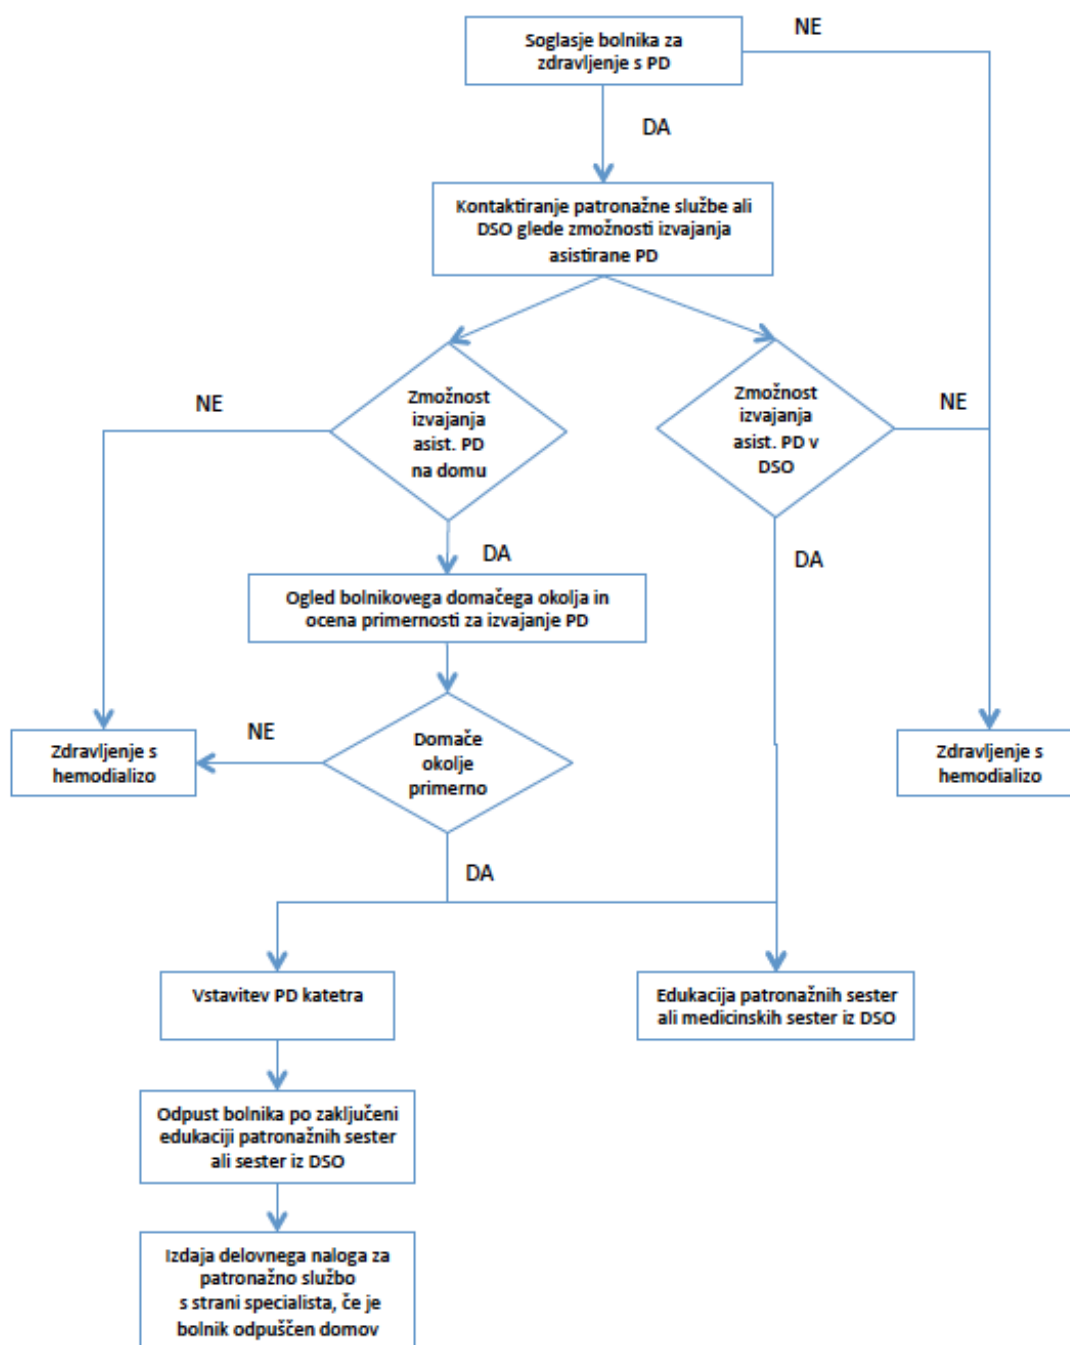 Soglasje bolnika za
zdravljenje s PD
NE
DA
Kontaktiranje patronažne službe ali
DSO glede zmožnosti izvajanja
asistirane PD
NE
Zmožnost
izvajanja
asist. PD
na domu
Zmožnost
izvajanja
asist. PD v
DSO
NE
DA
DA
Ogled bolnikovega domačega okolja in
ocena primernosti za izvajanje PD
Zdravljenje s
hemodializo
NE
Domače
okolje
primerno
Zdravljenje s
hemodializo
DA
Vstavitev PD katetra
Edukacija patronažnih sester
ali medicinskih sester iz DSO
Odpust bolnika po zaključeni
edukaciji patronažnih sester
ali sester iz DSO
Izdaja delovnega naloga za
patronažno službo
s strani specialista, če je
bolnik odpuščen domov